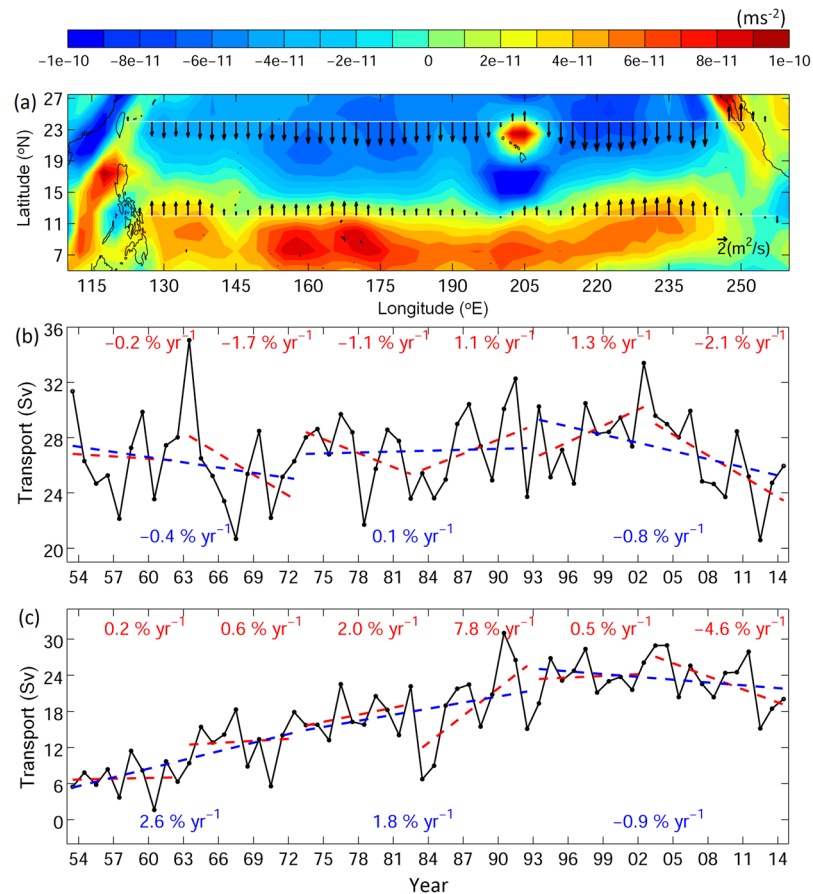 (ms-2)
−1e-10 −8e-11 −6e-11 −4e-11 −2e-11 0 2e-11 4e-11 6e-11 8e-11 1e-10
(a)
Latitude (oN)
27
23
19
15
11
7
2(m2/s)
115 130 145 160 175 190 205 220 235 250
Longitude (oE)
(b)
Transport (Sv)
36
32
28
24
20
−0.2 % yr−1 −1.7 % yr−1 −1.1 % yr−1 1.1 % yr−1 1.3 % yr−1 −2.1 % yr−1
−0.4 % yr−1 0.1 % yr−1 −0.8 % yr−1
54 57 60 63 66 69 72 75 78 81 84 87 90 93 96 99 02 05 08 11 14
(c)
Transport (Sv)
30
24
18
12
6
0
0.2 % yr−1 0.6 % yr−1 2.0 % yr−1 7.8 % yr−1 0.5 % yr−1 −4.6 % yr−1
2.6 % yr−1 1.8 % yr−1 −0.9 % yr−1
54 57 60 63 66 69 72 75 78 81 84 87 90 93 96 99 02 05 08 11 14
Year